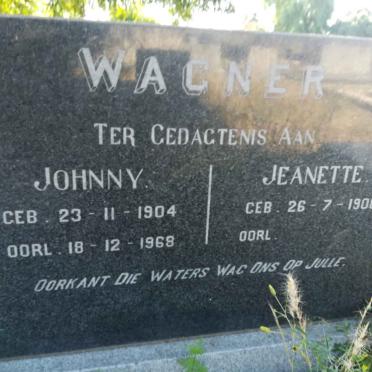 WAGNER
TER GEDAGTENIS AAN
JOHNNY. JEANETTE.
GEB. 23-11-1904 GEB. 26-7-190
OORL. 18-12-1968 OORL.
OORKANT DIE WATERS WAG ONS OP JULLE.